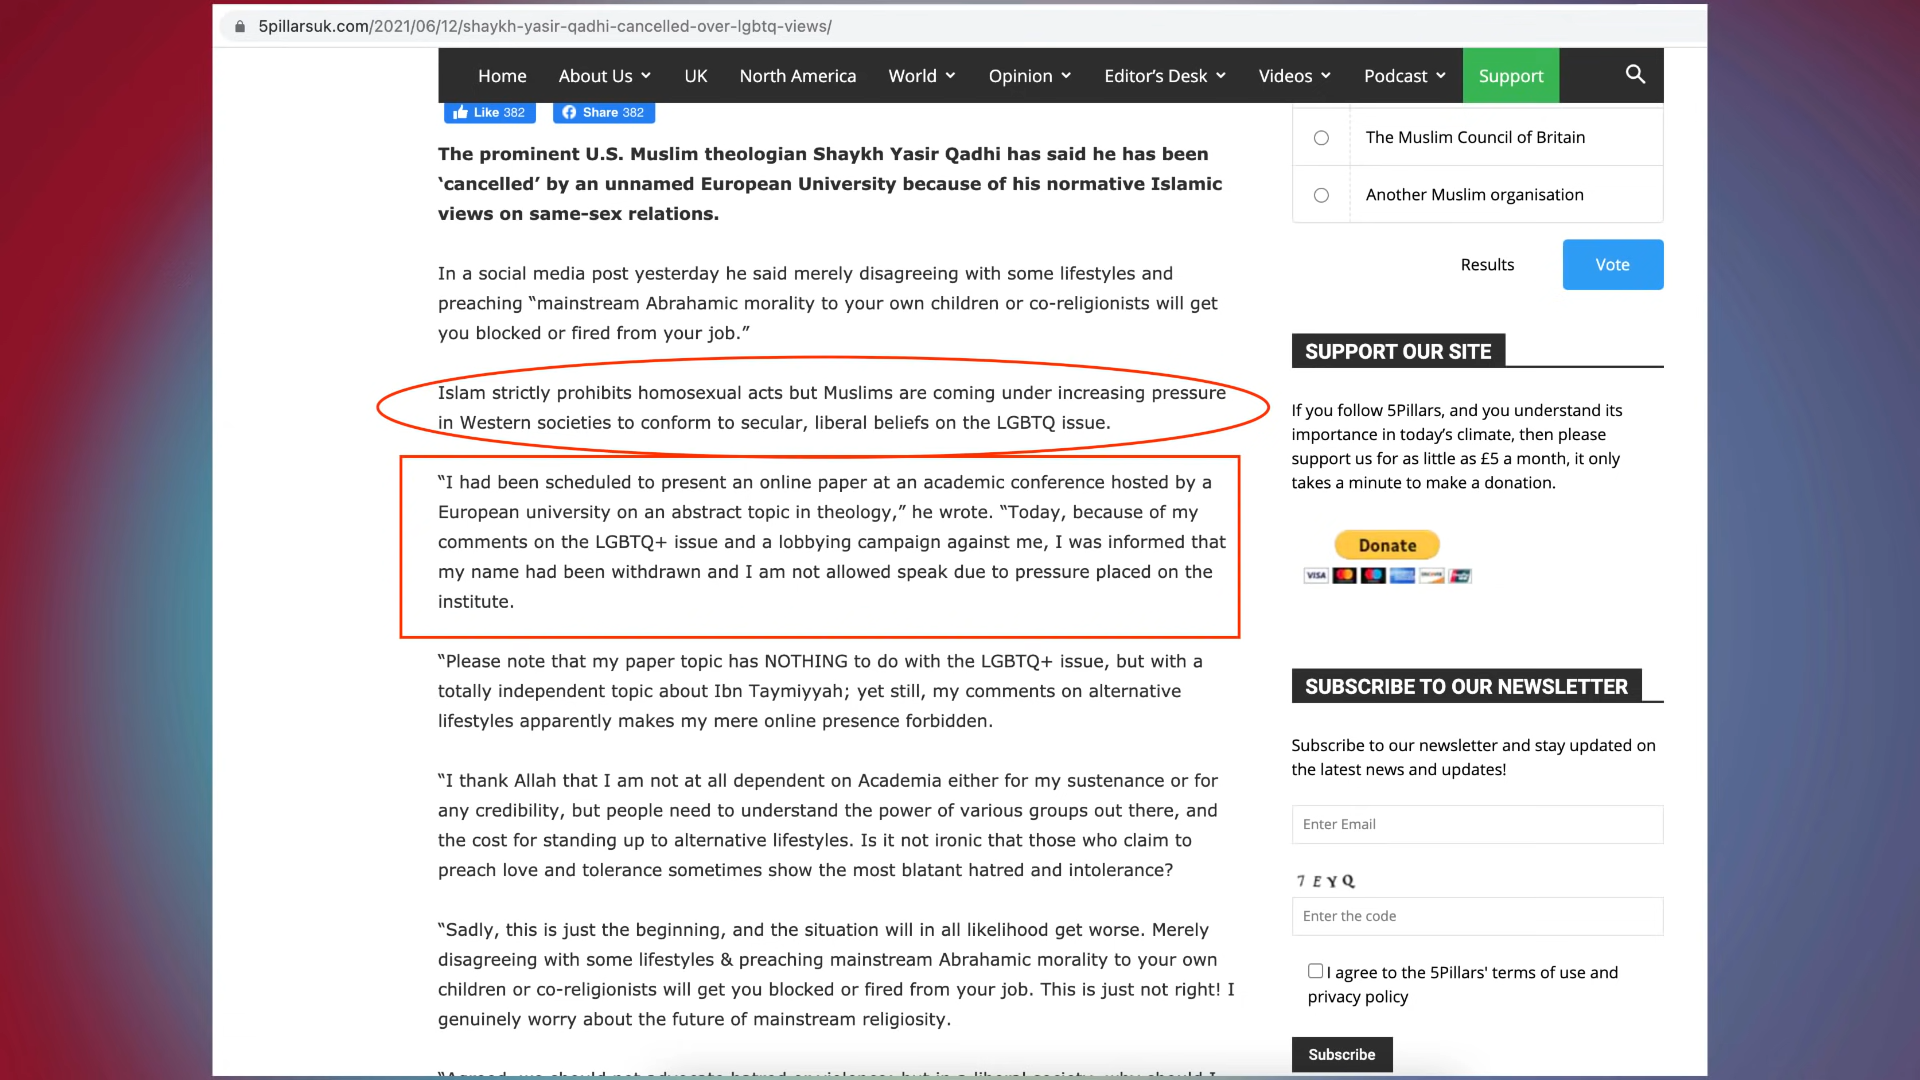 5pillarsuk.com/2021/06/12/shaykh-yasir-qadhi-cancelled-over-lgbtq-views/
Home About Us UK North America World Opinion Editor's Desk Videos Podcast Support
Like 382 Share 382
The prominent U.S. Muslim theologian Shaykh Yasir Qadhi has said he has been
‘cancelled’ by an unnamed European University because of his normative Islamic
views on same-sex relations.
In a social media post yesterday he said merely disagreeing with some lifestyles and
preaching “mainstream Abrahamic morality to your own children or co-religionists will get
you blocked or fired from your job.”
Islam strictly prohibits homosexual acts but Muslims are coming under increasing pressure
in Western societies to conform to secular, liberal beliefs on the LGBTQ issue.
“I had been scheduled to present an online paper at an academic conference hosted by a
European university on an abstract topic in theology,” he wrote. “Today, because of my
comments on the LGBTQ+ issue and a lobbying campaign against me, I was informed that
my name had been withdrawn and I am not allowed speak due to pressure placed on the
institute.
“Please note that my paper topic has NOTHING to do with the LGBTQ+ issue, but with a
totally independent topic about Ibn Taymiyyah; yet still, my comments on alternative
lifestyles apparently makes my mere online presence forbidden.
“I thank Allah that I am not at all dependent on Academia either for my sustenance or for
any credibility, but people need to understand the power of various groups out there, and
the cost for standing up to alternative lifestyles. Is it not ironic that those who claim to
preach love and tolerance sometimes show the most blatant hatred and intolerance?
“Sadly, this is just the beginning, and the situation will in all likelihood get worse. Merely
disagreeing with some lifestyles & preaching mainstream Abrahamic morality to your own
children or co-religionists will get you blocked or fired from your job. This is just not right! I
genuinely worry about the future of mainstream religiosity.
The Muslim Council of Britain
Another Muslim organisation
Results Vote
SUPPORT OUR SITE
If you follow 5Pillars, and you understand its
importance in today's climate, then please
support us for as little as £5 a month, it only
takes a minute to make a donation.
Donate
VISA
SUBSCRIBE TO OUR NEWSLETTER
Subscribe to our newsletter and stay updated on
the latest news and updates!
Enter Email
7 E Y Q
Enter the code
I agree to the 5Pillars' terms of use and
privacy policy
Subscribe